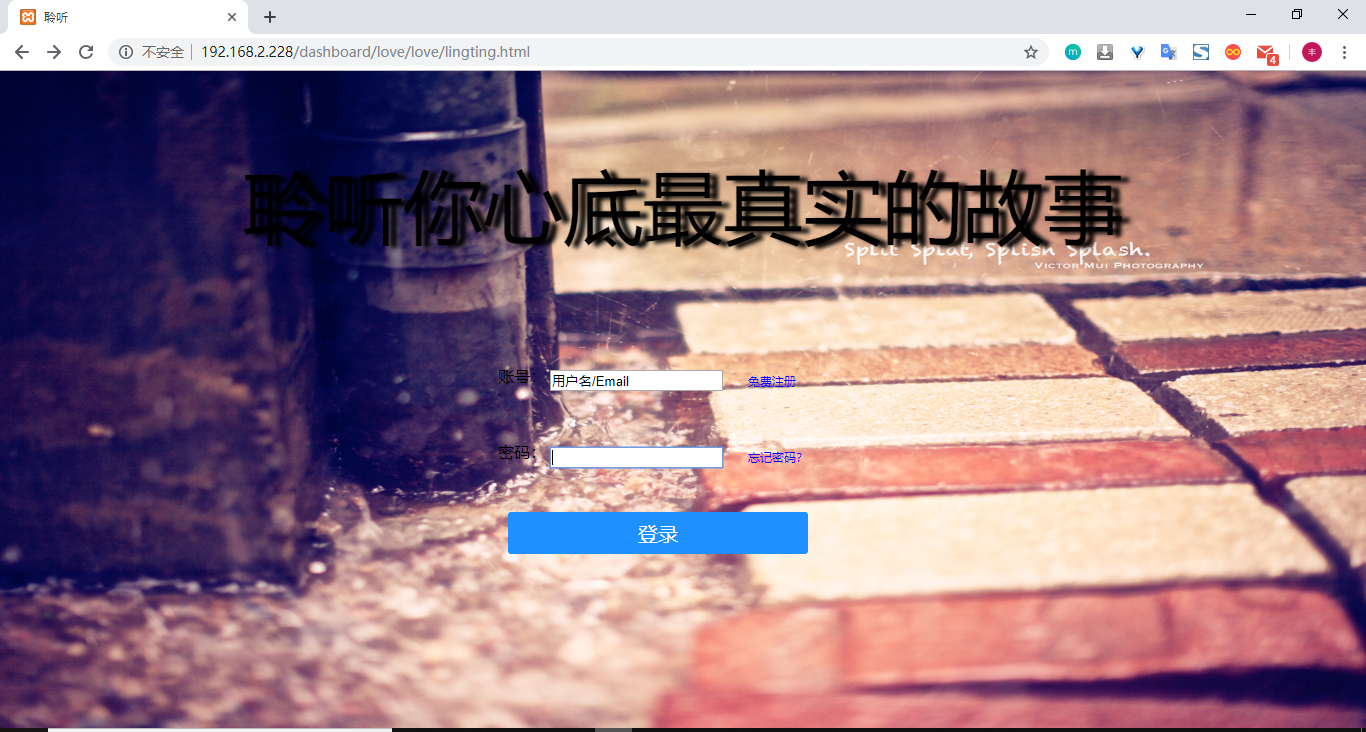 聆听
不安全 192.168.2.228/dashboard/love/love/lingting.html
m
4
丰
聆听你心底最真实的故事
Split Splat, Splish Splash.
Victor Mui Photography
账号： 用户名/Email 免费注册
密码： 忘记密码?
登录